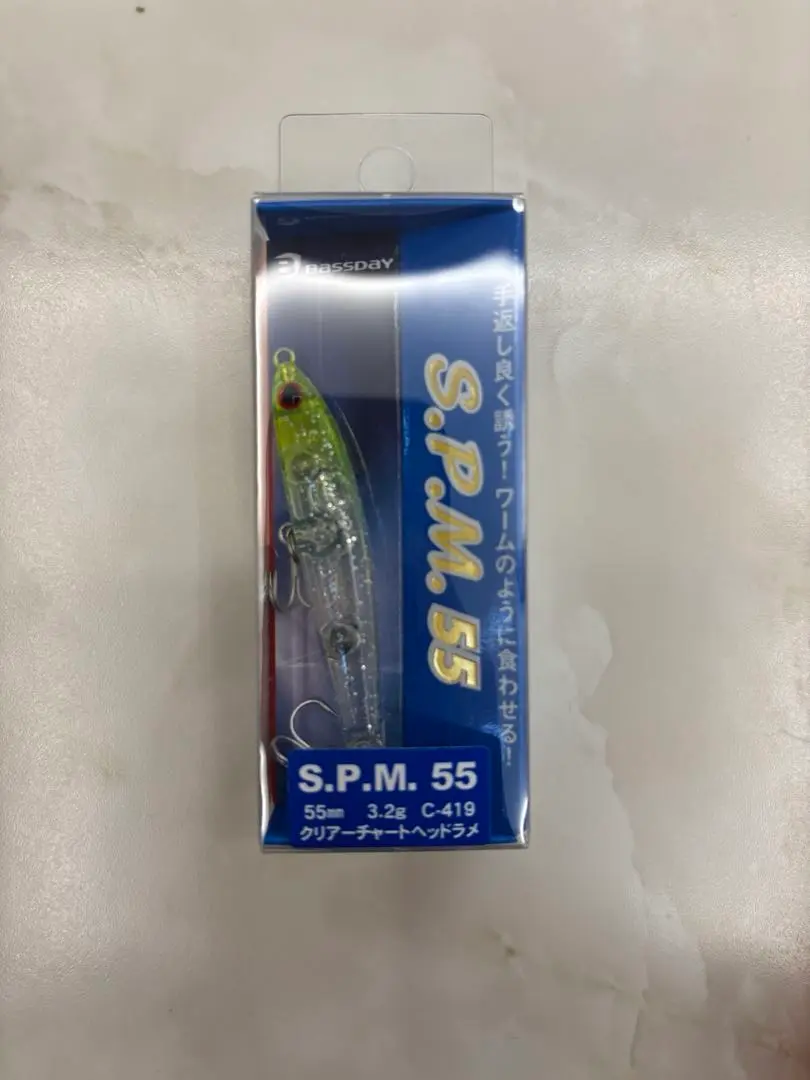 BASSDAY
手返し良く誘う!ワームのように食わせる!
S.P.M. 55
S.P.M. 55
55mm 3.2g C-419
クリアーチャートヘッドラメ